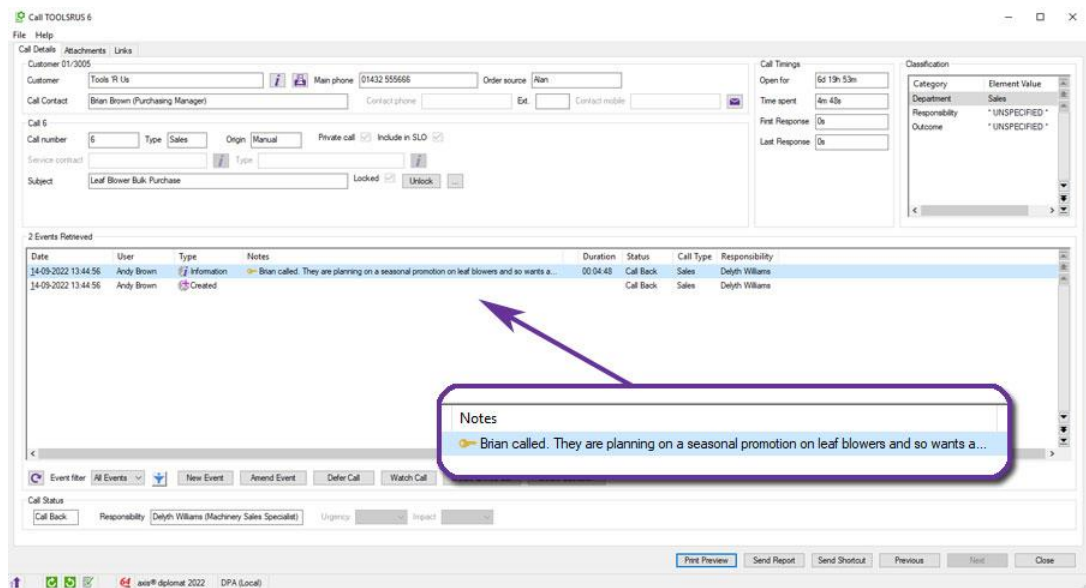 Call TOOLSRUS 6
File Help
Call Details Attachments Links
Customer 01/3005
Customer Tools 'R Us Main phone 01432 555666 Order source Alan
Call Contact Brian Brown (Purchasing Manager) Contact phone Ext. Contact mobile
Call Timings
Open for 6d 19h 53m
Time spent 4m 48s
First Response 0s
Last Response 0s
Classification
Category Element Value
Department Sales
Responsibility * UNSPECIFIED *
Outcome * UNSPECIFIED *
Call 6
Call number 6 Type Sales Origin Manual Private call Include in SLO
Service contract Type
Subject Leaf Blower Bulk Purchase Locked Unlock ...
2 Events Retrieved
Date User Type Notes Duration Status Call Type Responsibility
14-09-2022 13:44:56 Andy Brown Information Brian called. They are planning on a seasonal promotion on leaf blowers and so wants a... 00:04:48 Call Back Sales Delyth Williams
14-09-2022 13:44:56 Andy Brown Created Call Back Sales Delyth Williams
Notes
Brian called. They are planning on a seasonal promotion on leaf blowers and so wants a...
Event filter All Events New Event Amend Event Defer Call Watch Call
Call Status
Call Back Responsibility Delyth Williams (Machinery Sales Specialist) Urgency Impact
Print Preview Send Report Send Shortcut Previous Next Close
axis® diplomat 2022 DPA (Local)